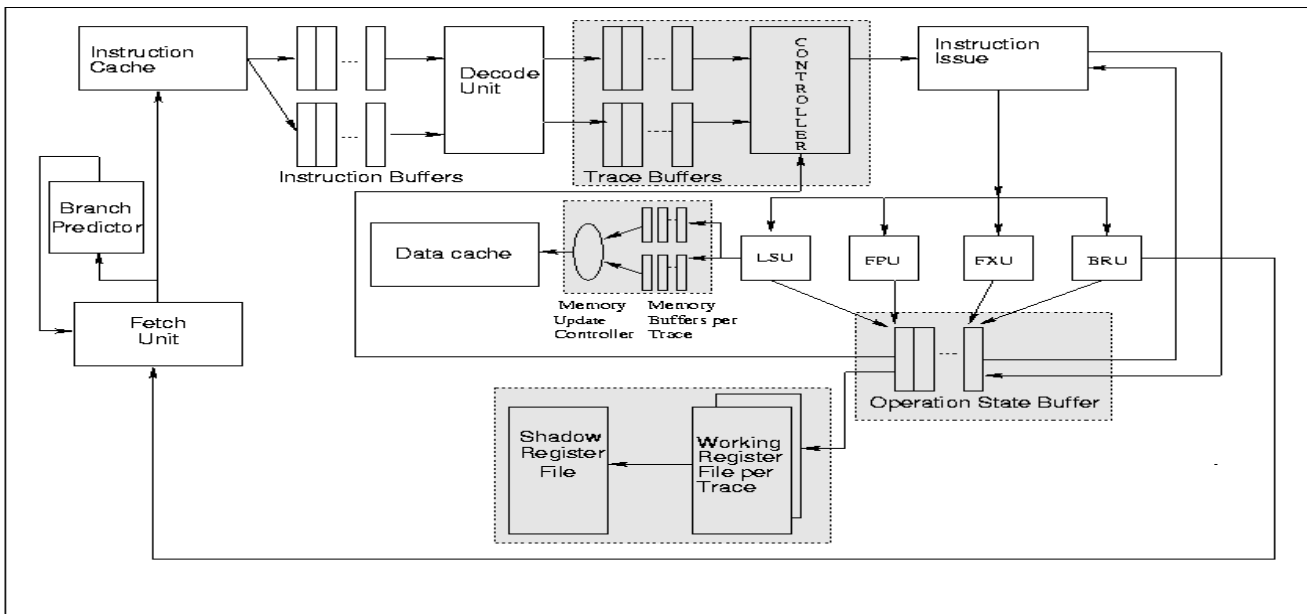 Instruction
Cache
...
...
Instruction Buffers
Decode
Unit
...
...
Trace Buffers
CONTROLLER
Instruction
Issue
Branch
Predictor
Fetch
Unit
Data cache
Memory
Update
Controller
Memory
Buffers per
Trace
LSU
FPU
FXU
BRU
...
Operation State Buffer
Shadow
Register
File
Working
Register
File per
Trace